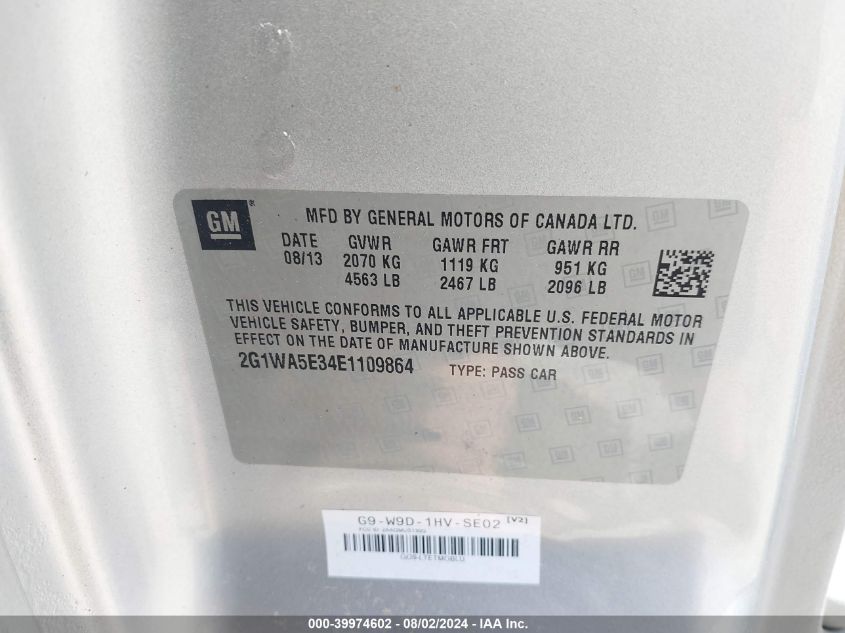 GM®
MFD BY GENERAL MOTORS OF CANADA LTD.
DATE GVWR GAWR FRT GAWR RR
08/13 2070 KG 1119 KG 951 KG
4563 LB 2467 LB 2096 LB
THIS VEHICLE CONFORMS TO ALL APPLICABLE U.S. FEDERAL MOTOR
VEHICLE SAFETY, BUMPER, AND THEFT PREVENTION STANDARDS IN
EFFECT ON THE DATE OF MANUFACTURE SHOWN ABOVE.
2G1WA5E34E1109864 TYPE: PASS CAR
G9-W9D-1HV-SE02 [V2]
000-39974602 - 08/02/2024 - IAA Inc.